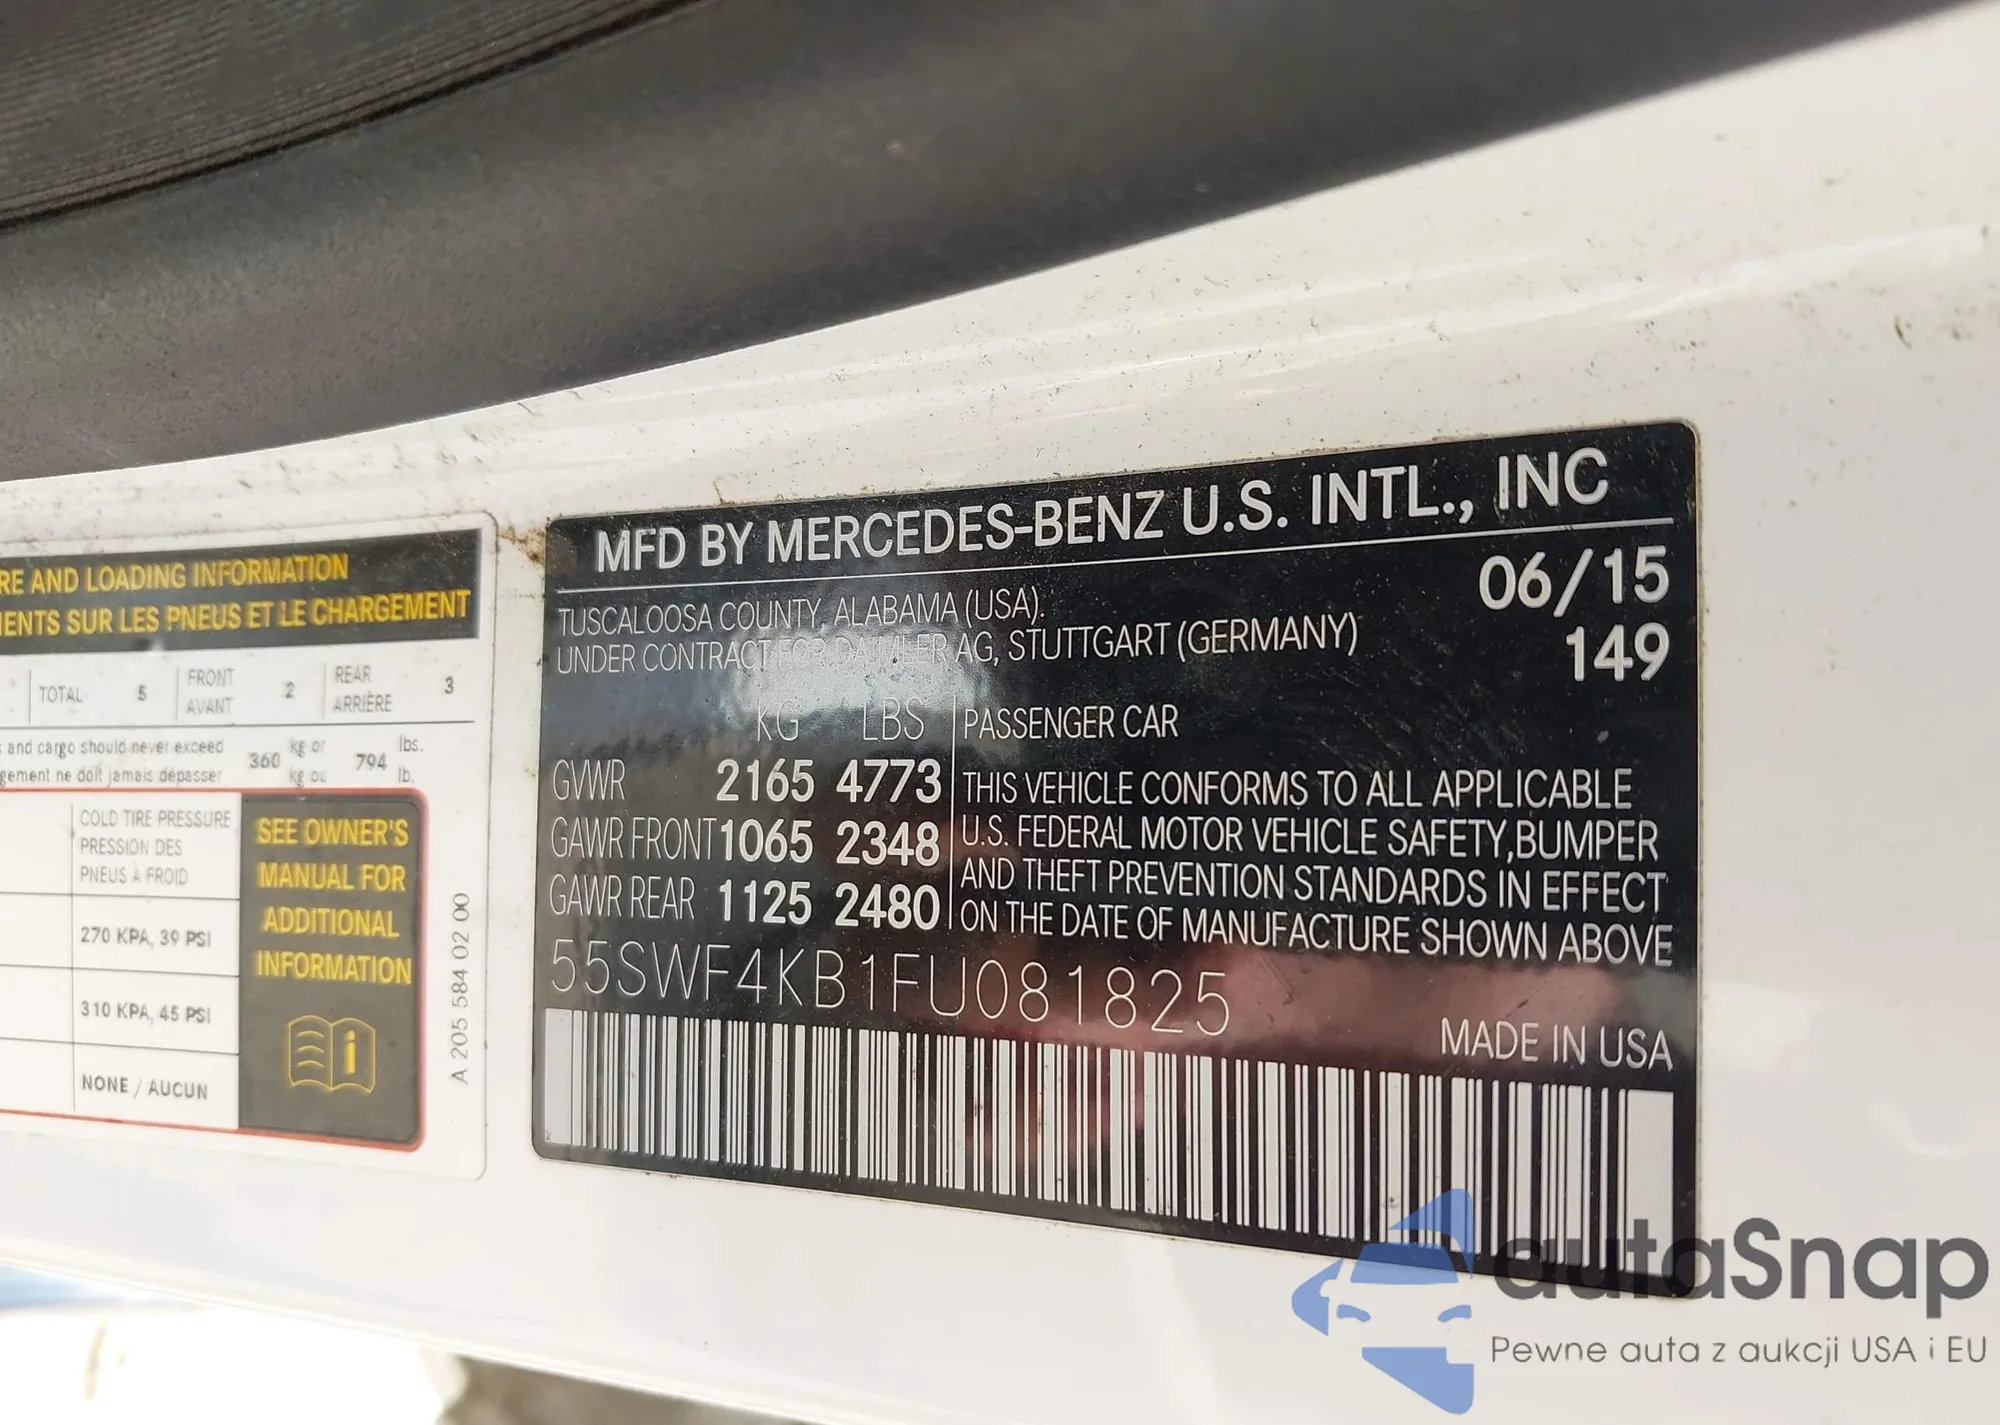 RE AND LOADING INFORMATION
MENTS SUR LES PNEUS ET LE CHARGEMENT
TOTAL 5 FRONT AVANT 2 REAR ARRIÈRE 3
and cargo should never exceed 360 kg or 794 lbs.
gement ne doit jamais dépasser kg ou lb.
COLD TIRE PRESSURE
PRESSION DES
PNEUS À FROID
270 KPA, 39 PSI
310 KPA, 45 PSI
NONE / AUCUN
SEE OWNER'S
MANUAL FOR
ADDITIONAL
INFORMATION
A 205 584 02 00
MFD BY MERCEDES-BENZ U.S. INTL., INC
TUSCALOOSA COUNTY, ALABAMA (USA).
UNDER CONTRACT FOR DAIMLER AG, STUTTGART (GERMANY)
06/15
149
KG LBS
GVWR 2165 4773
GAWR FRONT 1065 2348
GAWR REAR 1125 2480
PASSENGER CAR
THIS VEHICLE CONFORMS TO ALL APPLICABLE
U.S. FEDERAL MOTOR VEHICLE SAFETY,BUMPER
AND THEFT PREVENTION STANDARDS IN EFFECT
ON THE DATE OF MANUFACTURE SHOWN ABOVE
55SWF4KB1FU081825
MADE IN USA
autaSnap
Pewne auta z aukcji USA i EU